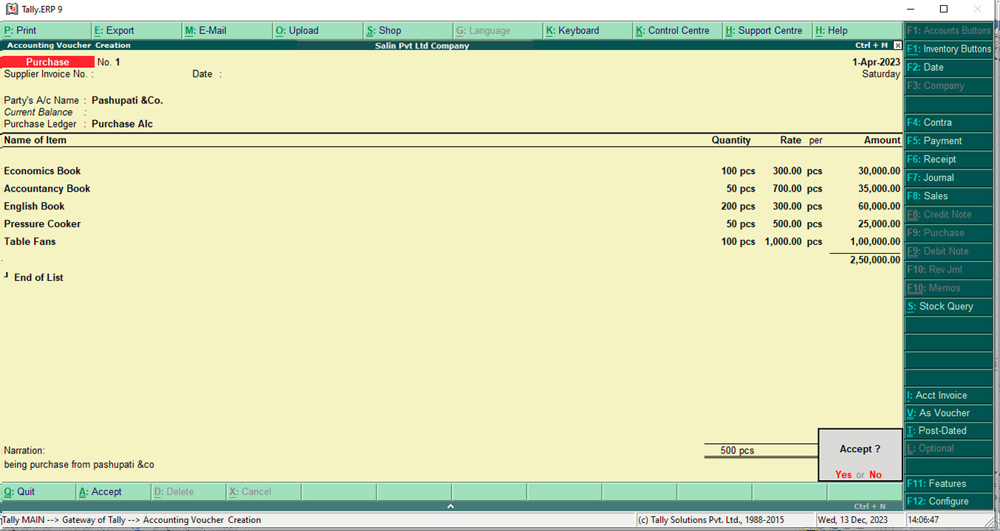 Tally.ERP 9
P: Print E: Export M: E-Mail O: Upload S: Shop G: Language K: Keyboard K: Control Centre H: Support Centre H: Help
Accounting Voucher Creation Salin Pvt Ltd Company Ctrl + M
Purchase No. 1 1-Apr-2023
Supplier Invoice No. : Date : Saturday
Party's A/c Name : Pashupati &Co.
Current Balance :
Purchase Ledger : Purchase Alc
Name of Item Quantity Rate per Amount
Economics Book 100 pcs 300.00 pcs 30,000.00
Accountancy Book 50 pcs 700.00 pcs 35,000.00
English Book 200 pcs 300.00 pcs 60,000.00
Pressure Cooker 50 pcs 500.00 pcs 25,000.00
Table Fans 100 pcs 1,000.00 pcs 1,00,000.00
2,50,000.00
End of List
Narration: 500 pcs
being purchase from pashupati &co
Accept ?
Yes or No
F1: Accounts Buttons
F1: Inventory Buttons
F2: Date
F3: Company
F4: Contra
F5: Payment
F6: Receipt
F7: Journal
F8: Sales
F8: Credit Note
F9: Purchase
F9: Debit Note
F10: Rev Jrnl
F10: Memos
S: Stock Query
I: Acct Invoice
V: As Voucher
T: Post-Dated
L: Optional
F11: Features
F12: Configure
Q: Quit A: Accept D: Delete X: Cancel
Ctrl + N
Tally MAIN --> Gateway of Tally --> Accounting Voucher Creation (c) Tally Solutions Pvt. Ltd., 1988-2015 Wed, 13 Dec, 2023 14:06:47